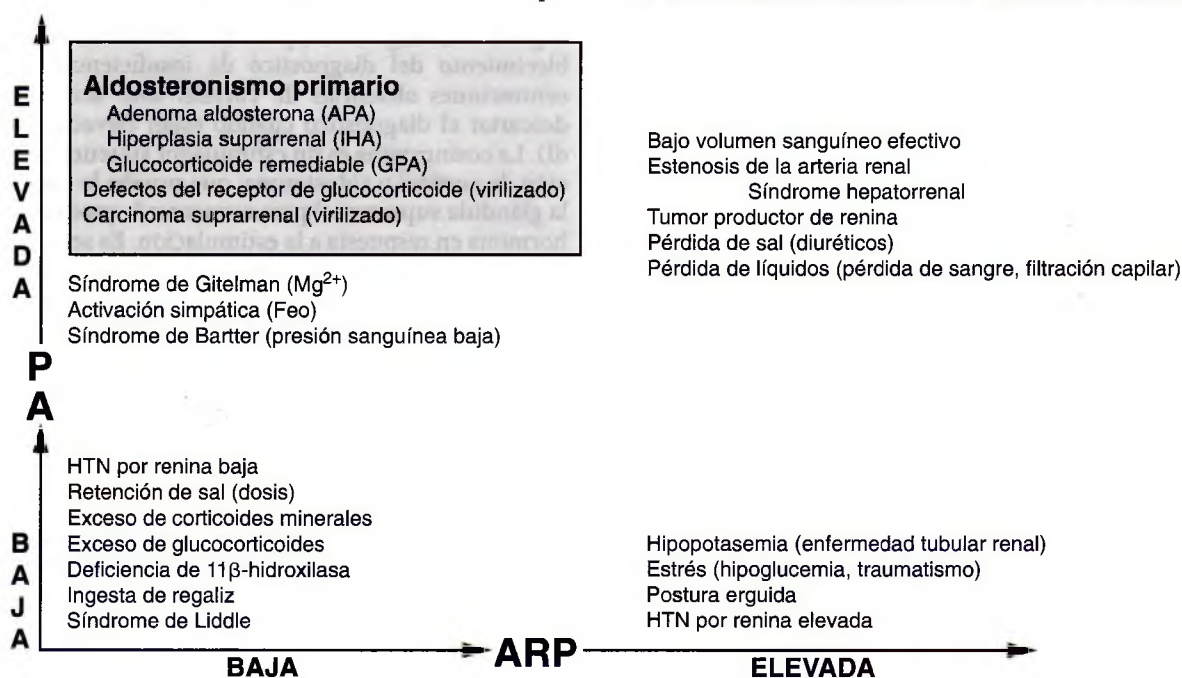 Aldosteronismo primario
Adenoma aldosterona (APA)
Hiperplasia suprarrenal (IHA)
Glucocorticoide remediable (GPA)
Defectos del receptor de glucocorticoide (virilizado)
Carcinoma suprarrenal (virilizado)
Síndrome de Gitelman (Mg²⁺)
Activación simpática (Feo)
Síndrome de Bartter (presión sanguínea baja)
Bajo volumen sanguíneo efectivo
Estenosis de la arteria renal
Síndrome hepatorrenal
Tumor productor de renina
Pérdida de sal (diuréticos)
Pérdida de líquidos (pérdida de sangre, filtración capilar)
ELEVADA
PA
BAJA
HTN por renina baja
Retención de sal (dosis)
Exceso de corticoides minerales
Exceso de glucocorticoides
Deficiencia de 11β-hidroxilasa
Ingesta de regaliz
Síndrome de Liddle
Hipopotasemia (enfermedad tubular renal)
Estrés (hipoglucemia, traumatismo)
Postura erguida
HTN por renina elevada
BAJA
ARP
ELEVADA